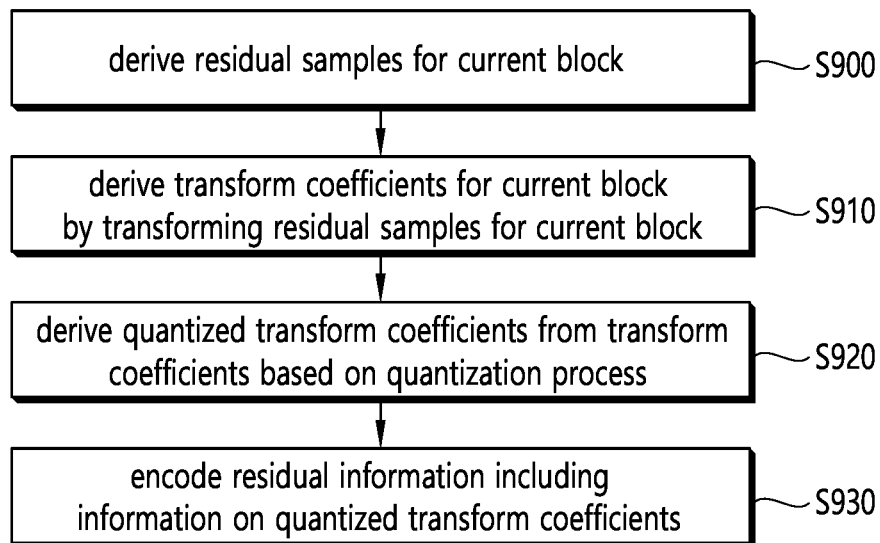 derive residual samples for current block
S900
derive transform coefficients for current block
by transforming residual samples for current block
S910
derive quantized transform coefficients from transform
coefficients based on quantization process
S920
encode residual information including
information on quantized transform coefficients
S930